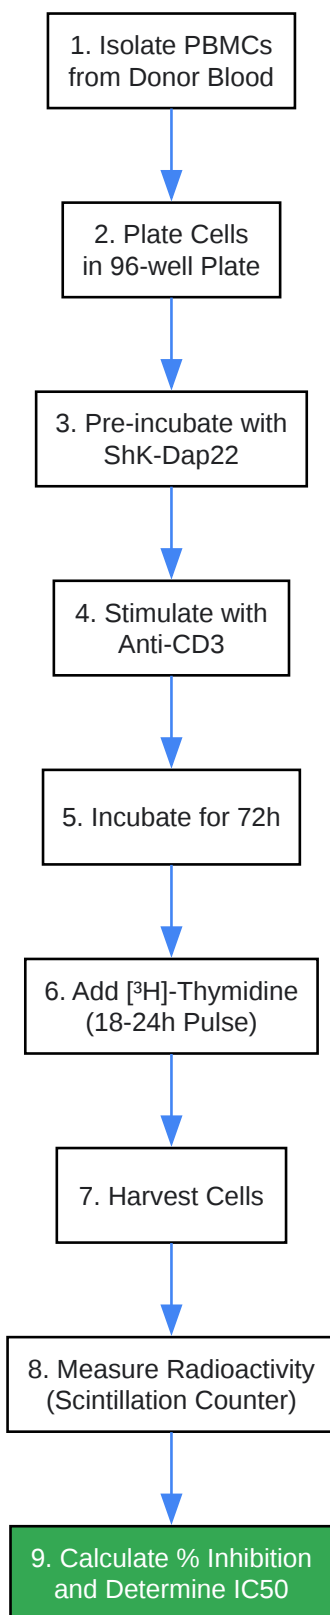 1. Isolate PBMCs
from Donor Blood
2. Plate Cells
in 96-well Plate
3. Pre-incubate with
ShK-Dap22
4. Stimulate with
Anti-CD3
5. Incubate for 72h
6. Add [³H]-Thymidine
(18-24h Pulse)
7. Harvest Cells
8. Measure Radioactivity
(Scintillation Counter)
9. Calculate % Inhibition
and Determine IC50